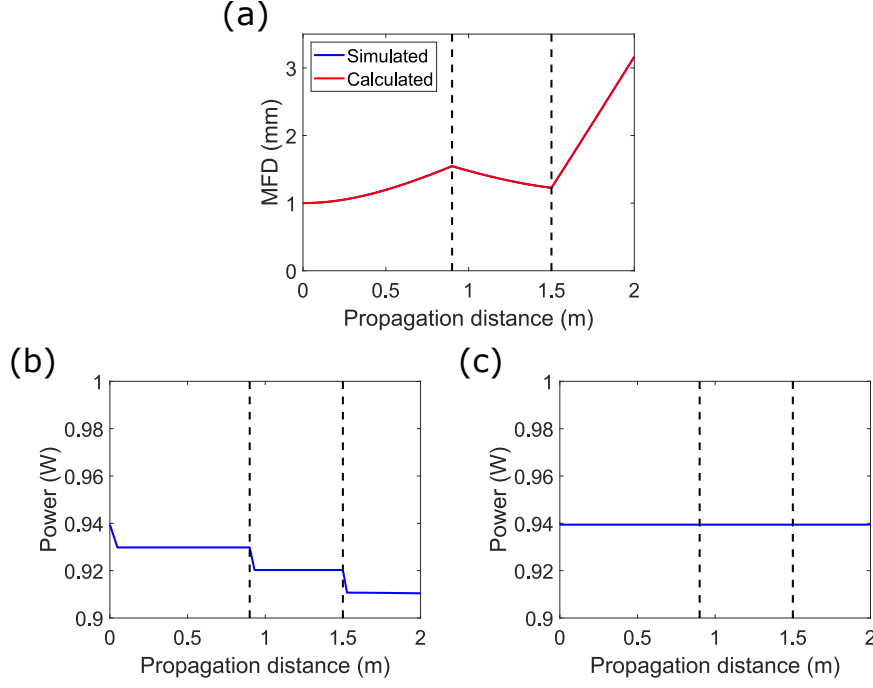 (a)
MFD (mm)
3
2
1
0
Simulated
Calculated
0 0.5 1 1.5 2
Propagation distance (m)
(b)
Power (W)
1
0.98
0.96
0.94
0.92
0.9
0 0.5 1 1.5 2
Propagation distance (m)
(c)
Power (W)
1
0.98
0.96
0.94
0.92
0.9
0 0.5 1 1.5 2
Propagation distance (m)